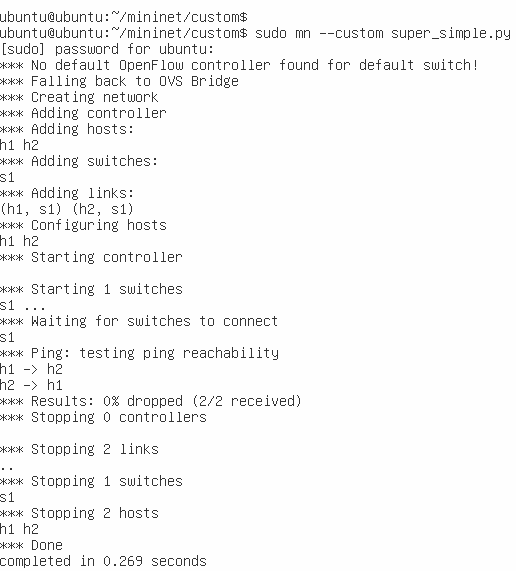 ubuntu@ubuntu:~/mininet/custom$
ubuntu@ubuntu:~/mininet/custom$ sudo mn --custom super_simple.py
[sudo] password for ubuntu:
*** No default OpenFlow controller found for default switch!
*** Falling back to OVS Bridge
*** Creating network
*** Adding controller
*** Adding hosts:
h1 h2
*** Adding switches:
s1
*** Adding links:
(h1, s1) (h2, s1)
*** Configuring hosts
h1 h2
*** Starting controller

*** Starting 1 switches
s1 ...
*** Waiting for switches to connect
s1
*** Ping: testing ping reachability
h1 -> h2
h2 -> h1
*** Results: 0% dropped (2/2 received)
*** Stopping 0 controllers

*** Stopping 2 links
..
*** Stopping 1 switches
s1
*** Stopping 2 hosts
h1 h2
*** Done
completed in 0.269 seconds